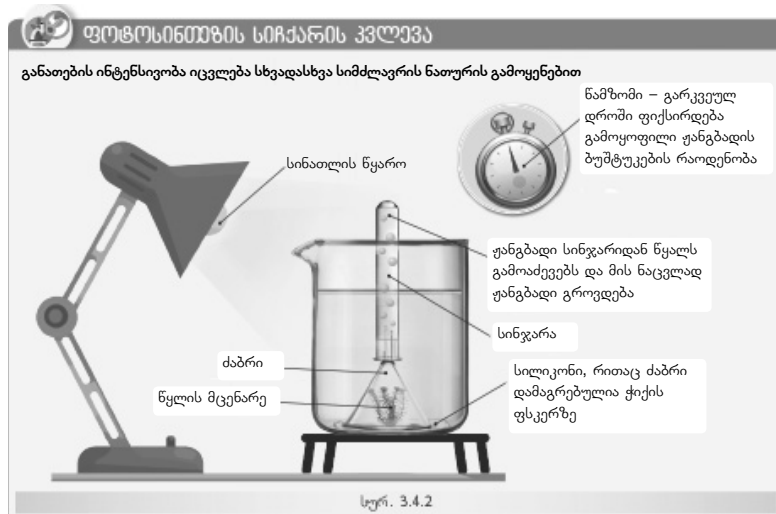 ფოტოსინთეზის სიჩქარის კვლევა
განათების ინტენსივობა იცვლება სხვადასხვა სიმძლავრის ნათურის გამოყენებით
წამზომი – გარკვეულ
დროში ფიქსირდება
გამოყოფილი ჟანგბადის
ბუშტუკების რაოდენობა
სინათლის წყარო
ჟანგბადი სინჯარიდან წყალს
გამოაძევებს და მის ნაცვლად
ჟანგბადი გროვდება
სინჯარა
ძაბრი
სილიკონი, რითაც ძაბრი
დამაგრებულია ჭიქის
ფსკერზე
წყლის მცენარე
სურ. 3.4.2